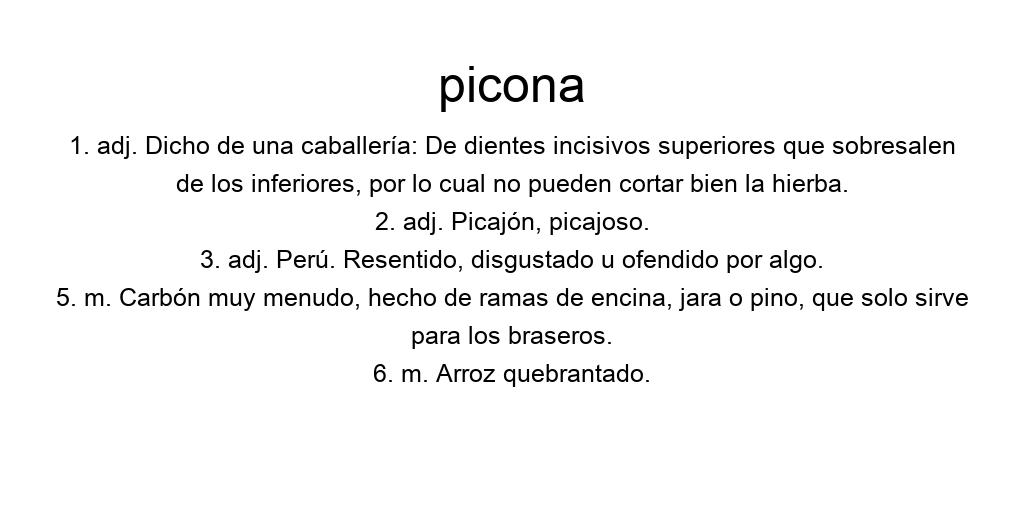 picona
1. adj. Dicho de una caballería: De dientes incisivos superiores que sobresalen
de los inferiores, por lo cual no pueden cortar bien la hierba.
2. adj. Picajón, picajoso.
3. adj. Perú. Resentido, disgustado u ofendido por algo.
5. m. Carbón muy menudo, hecho de ramas de encina, jara o pino, que solo sirve
para los braseros.
6. m. Arroz quebrantado.